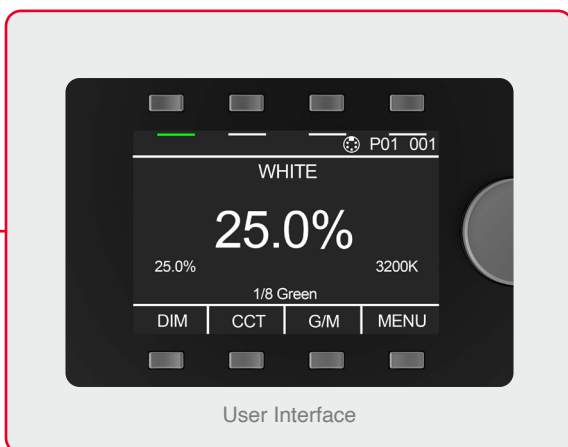 P01 001
WHITE
25.0%
25.0% 3200K
1/8 Green
DIM CCT G/M MENU
User Interface